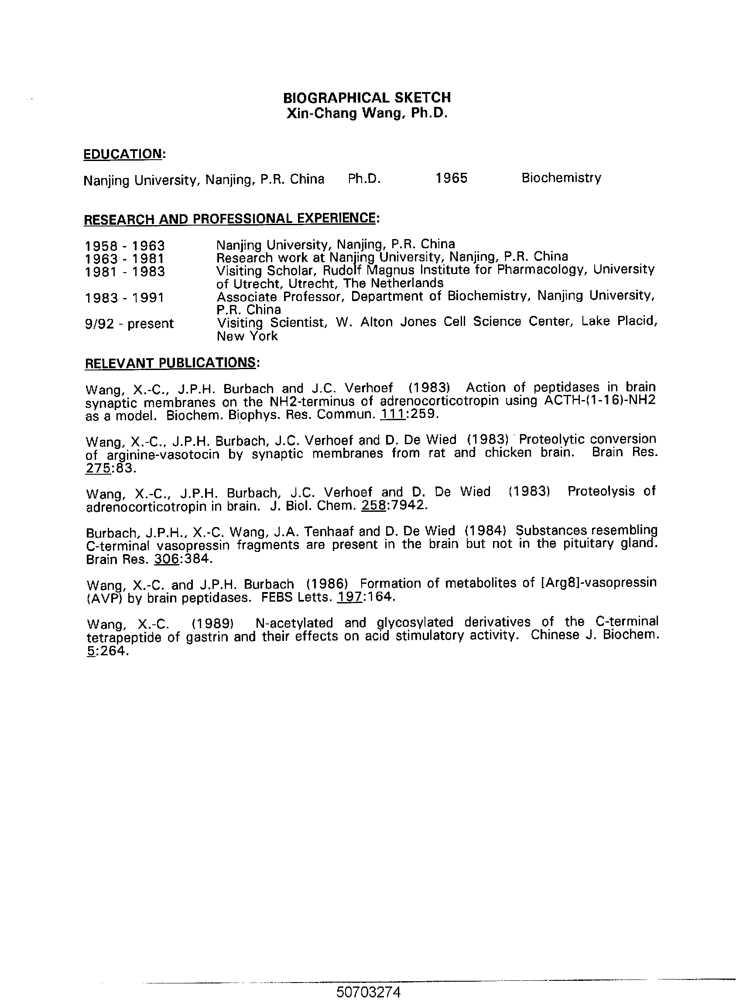 BIOGRAPHICAL SKETCH
Xin-Chang Wang, Ph.D.
EDUCATION:
Nanjing University, Nanjing, P.R. China Ph.D. 1965 Biochemistry
RESEARCH AND PROFESSIONAL EXPERIENCE:
1958 - 1963 Nanjing University, Nanjing, P.R. China
1963 - 1981 Research work at Nanjing University, Nanjing, P.R. China
1981 - 1983 Visiting Scholar, Rudolf Magnus Institute for Pharmacology, University
of Utrecht, Utrecht, The Netherlands
1983 - 1991 Associate Professor, Department of Biochemistry, Nanjing University,
P.R. China
9/92 - present Visiting Scientist, W. Alton Jones Cell Science Center, Lake Placid,
New York
RELEVANT PUBLICATIONS:
Wang, X.-C., J.P.H. Burbach and J.C. Verhoef (1983) Action of peptidases in brain
synaptic membranes on the NH2-terminus of adrenocorticotropin using ACTH-(1-16)-NH2
as a model. Biochem. Biophys. Res. Commun. 111:259.
Wang, X.-C., J.P.H. Burbach, J.C. Verhoef and D. De Wied (1983) Proteolytic conversion
of arginine-vasotocin by synaptic membranes from rat and chicken brain. Brain Res.
275:83.
Wang, X.-C., J.P.H. Burbach, J.C. Verhoef and D. De Wied (1983) Proteolysis of
adrenocorticotropin in brain. J. Biol. Chem. 258:7942.
Burbach, J.P.H., X.-C. Wang, J.A. Tenhaaf and D. De Wied (1984) Substances resembling
C-terminal vasopressin fragments are present in the brain but not in the pituitary gland.
Brain Res. 306:384.
Wang, X.-C. and J.P.H. Burbach (1986) Formation of metabolites of [Arg8]-vasopressin
(AVP) by brain peptidases. FEBS Letts. 197:164.
Wang, X.-C. (1989) N-acetylated and glycosylated derivatives of the C-terminal
tetrapeptide of gastrin and their effects on acid stimulatory activity. Chinese J. Biochem.
5:264.
50703274